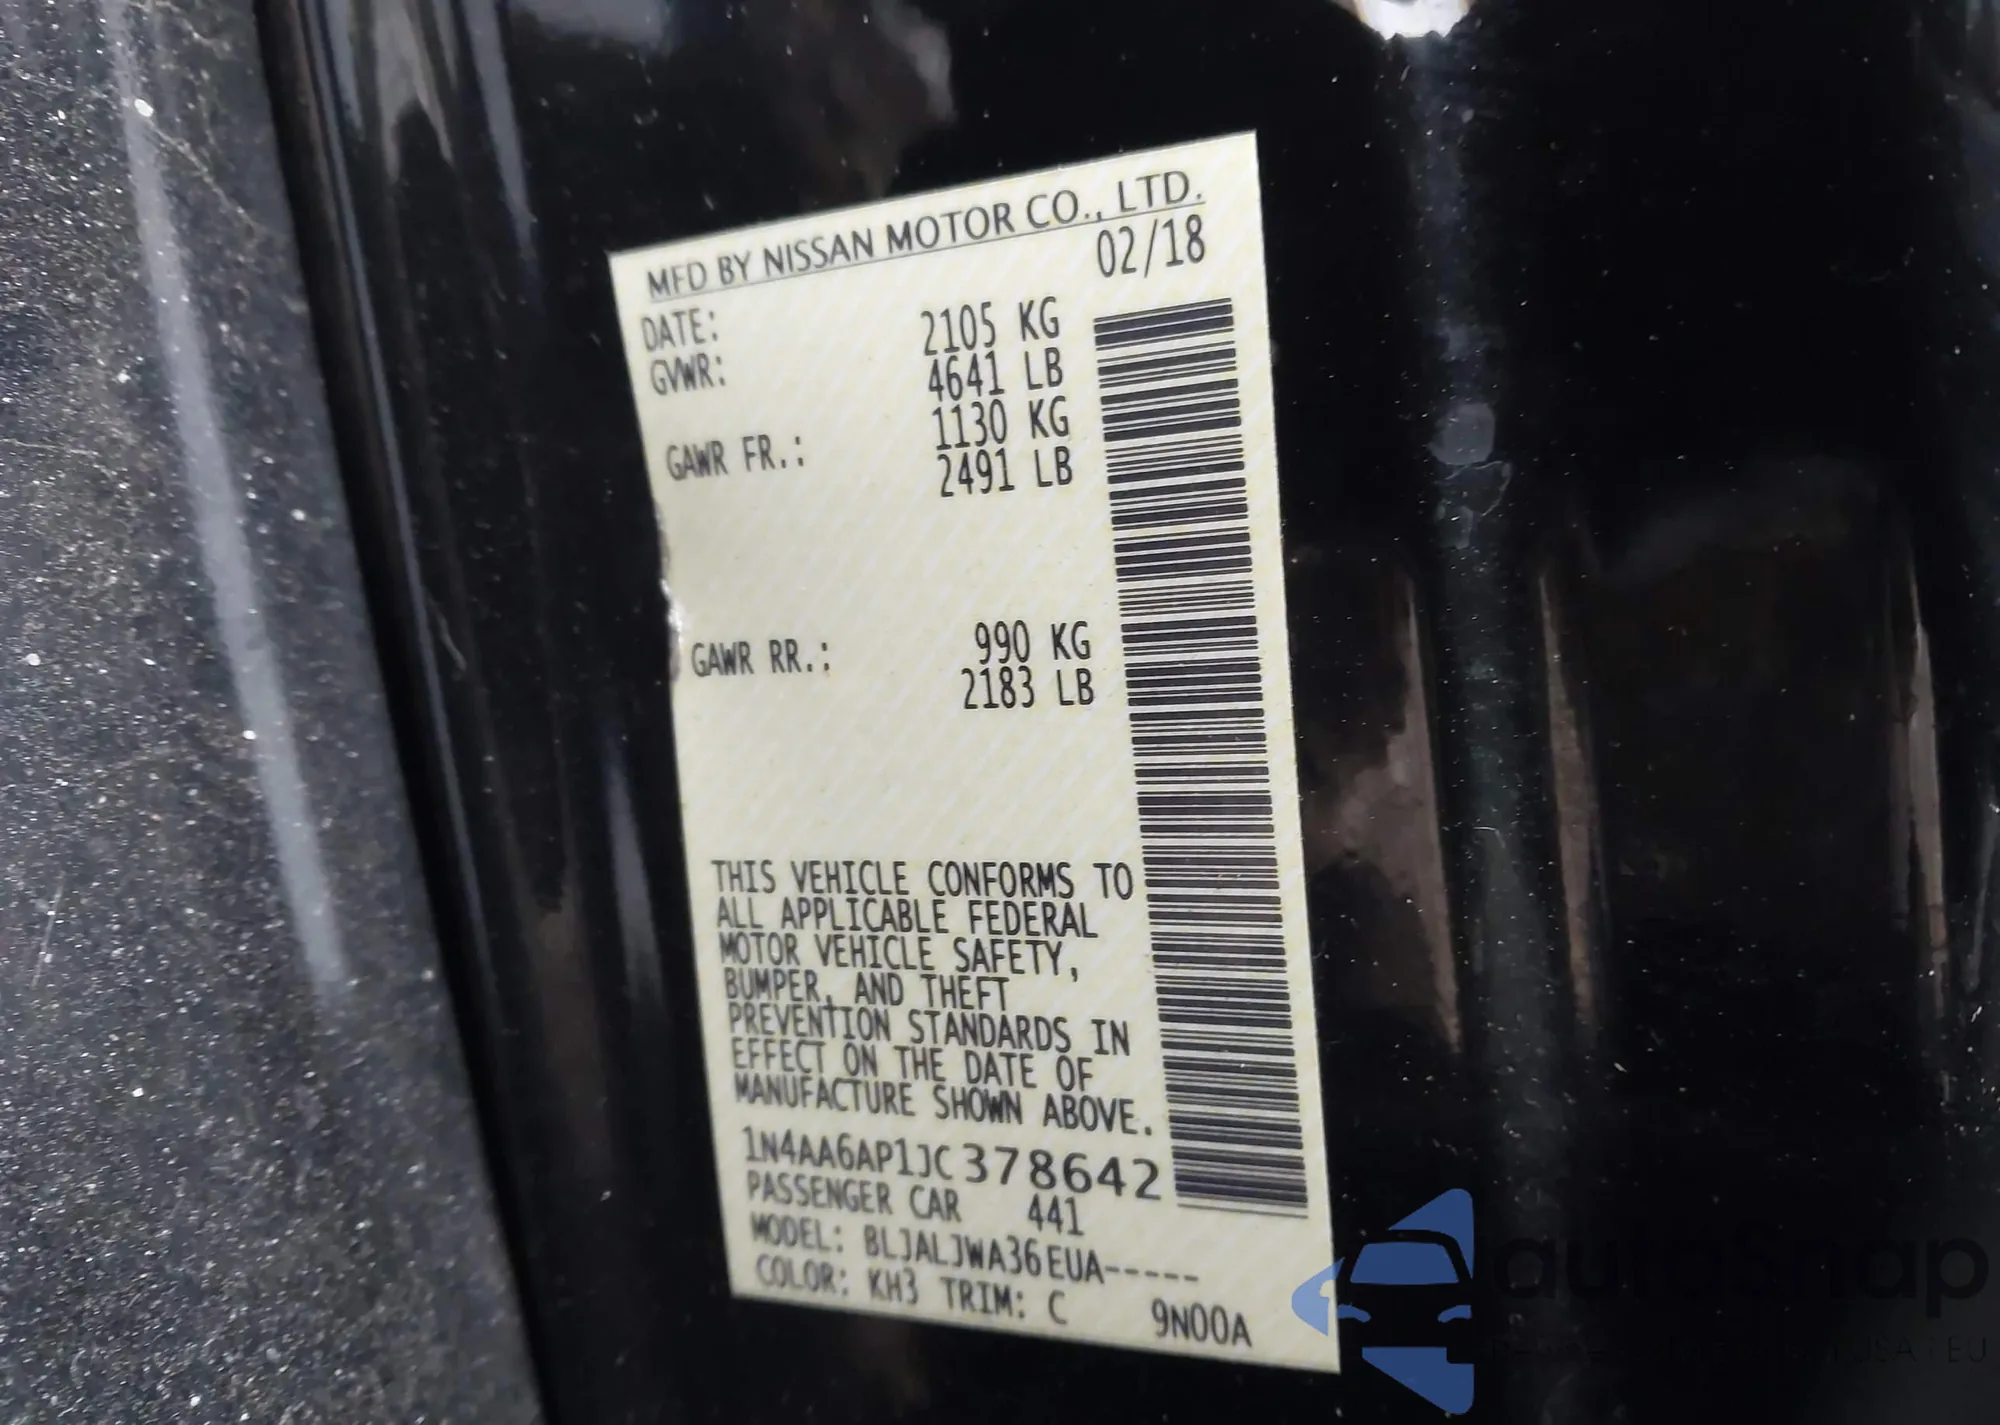 MFD BY NISSAN MOTOR CO., LTD.
DATE: 02/18
GVWR: 2105 KG
4641 LB
GAWR FR.: 1130 KG
2491 LB
GAWR RR.: 990 KG
2183 LB
THIS VEHICLE CONFORMS TO
ALL APPLICABLE FEDERAL
MOTOR VEHICLE SAFETY,
BUMPER, AND THEFT
PREVENTION STANDARDS IN
EFFECT ON THE DATE OF
MANUFACTURE SHOWN ABOVE.
1N4AA6AP1JC378642
PASSENGER CAR 441
MODEL: BLJALJWA36EUA-----
COLOR: KH3 TRIM: C 9N00A